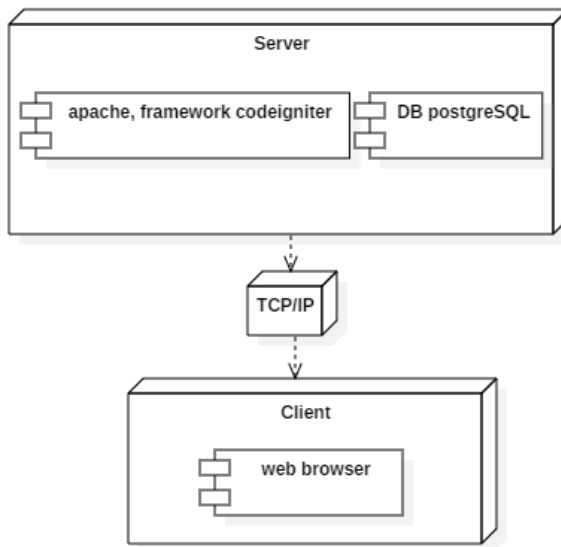 Server
apache, framework codeigniter
DB postgreSQL
TCP/IP
Client
web browser